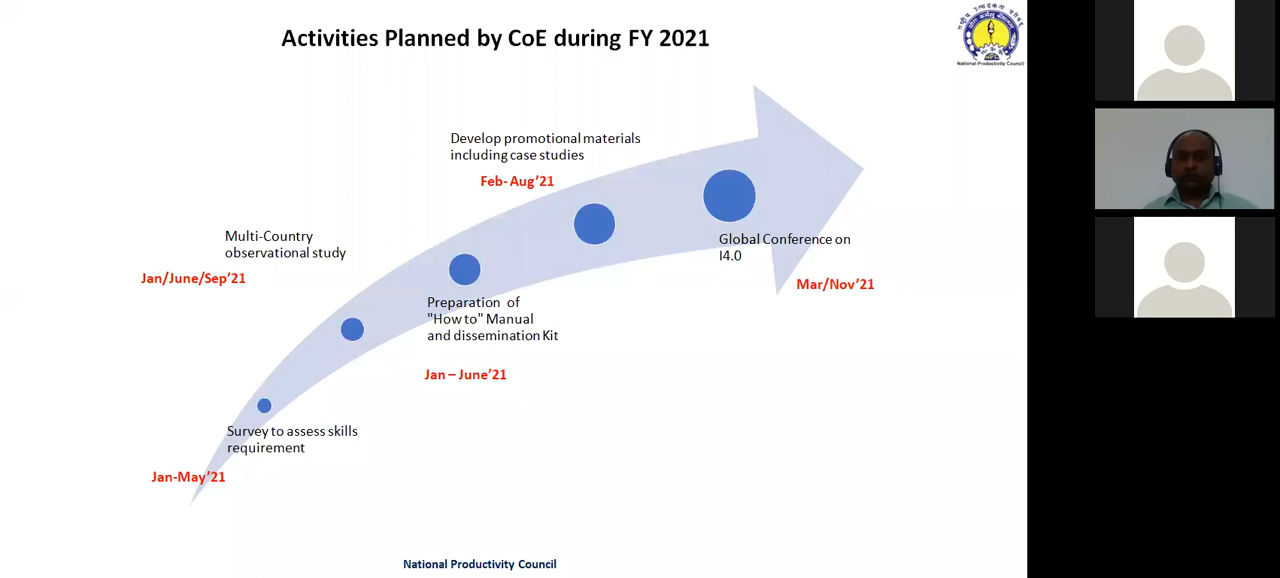 Activities Planned by CoE during FY 2021
National Productivity Council
Develop promotional materials
including case studies
Feb- Aug'21
Multi-Country
observational study
Jan/June/Sep'21
Global Conference on
I4.0
Mar/Nov'21
Preparation of
"How to" Manual
and dissemination Kit
Jan – June'21
Survey to assess skills
requirement
Jan-May'21
National Productivity Council